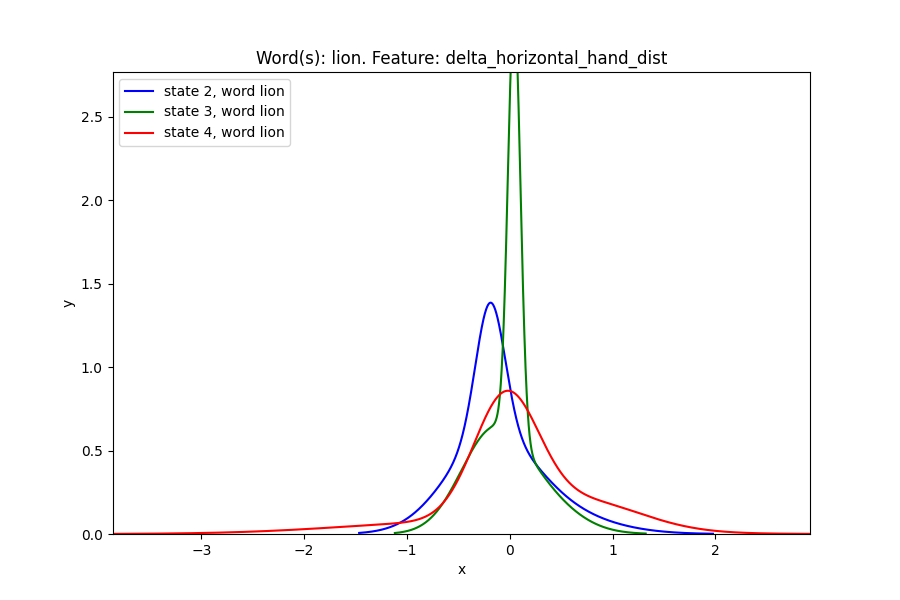 Word(s): lion. Feature: delta_horizontal_hand_dist
state 2, word lion
state 3, word lion
state 4, word lion
2.5
2.0
1.5
1.0
0.5
0.0
y
−3 −2 −1 0 1 2
x